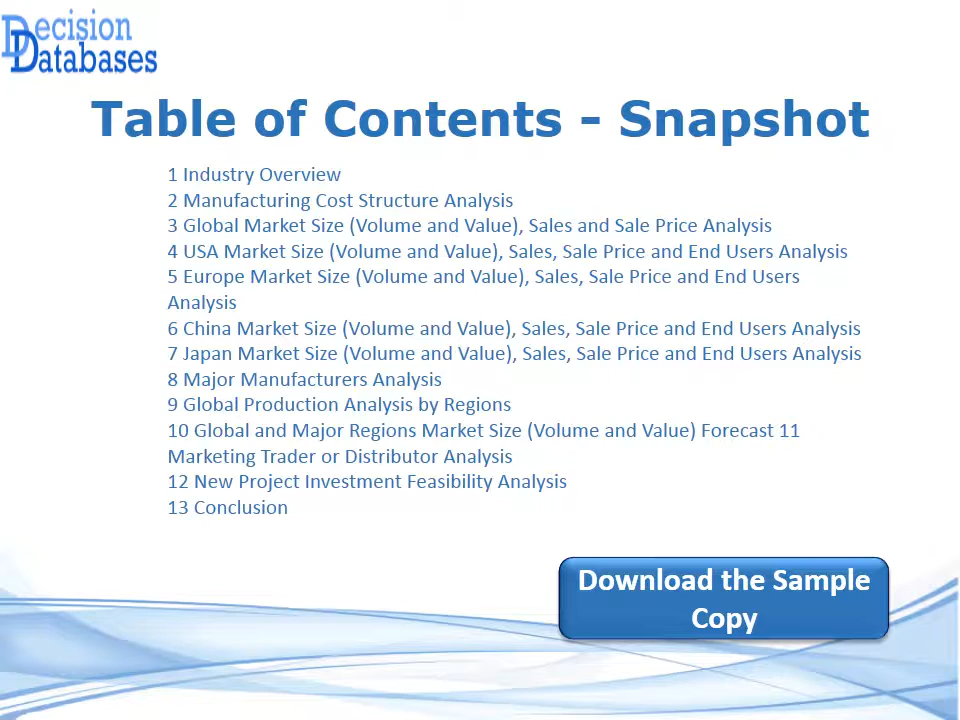 Decision
Databases
Table of Contents - Snapshot
1 Industry Overview
2 Manufacturing Cost Structure Analysis
3 Global Market Size (Volume and Value), Sales and Sale Price Analysis
4 USA Market Size (Volume and Value), Sales, Sale Price and End Users Analysis
5 Europe Market Size (Volume and Value), Sales, Sale Price and End Users
Analysis
6 China Market Size (Volume and Value), Sales, Sale Price and End Users Analysis
7 Japan Market Size (Volume and Value), Sales, Sale Price and End Users Analysis
8 Major Manufacturers Analysis
9 Global Production Analysis by Regions
10 Global and Major Regions Market Size (Volume and Value) Forecast 11
Marketing Trader or Distributor Analysis
12 New Project Investment Feasibility Analysis
13 Conclusion
Download the Sample
Copy